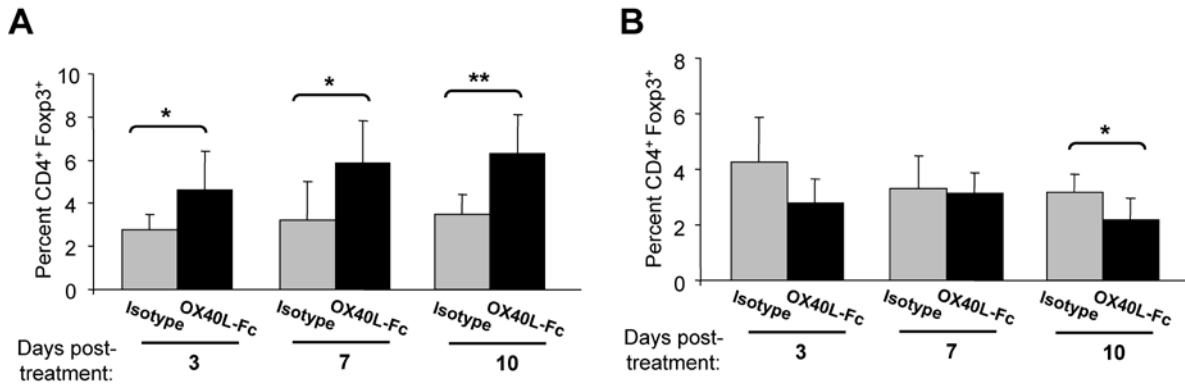 A
Percent CD4+ Foxp3+
10
8
6
4
2
0
*
*
**
Isotype OX40L-Fc Isotype OX40L-Fc Isotype OX40L-Fc
Days post-
treatment:
3 7 10
B
Percent CD4+ Foxp3+
8
6
4
2
0
*
Isotype OX40L-Fc Isotype OX40L-Fc Isotype OX40L-Fc
Days post-
treatment:
3 7 10